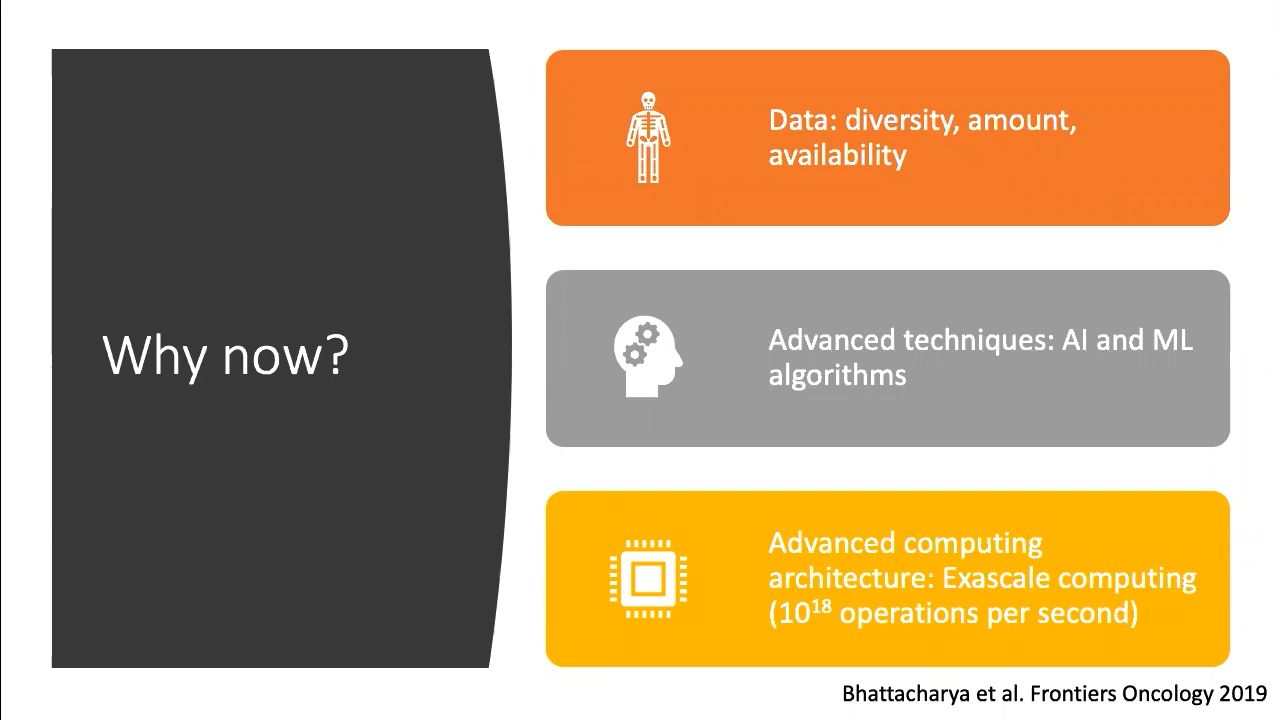 Why now?
Data: diversity, amount,
availability
Advanced techniques: AI and ML
algorithms
Advanced computing
architecture: Exascale computing
(10¹⁸ operations per second)
Bhattacharya et al. Frontiers Oncology 2019